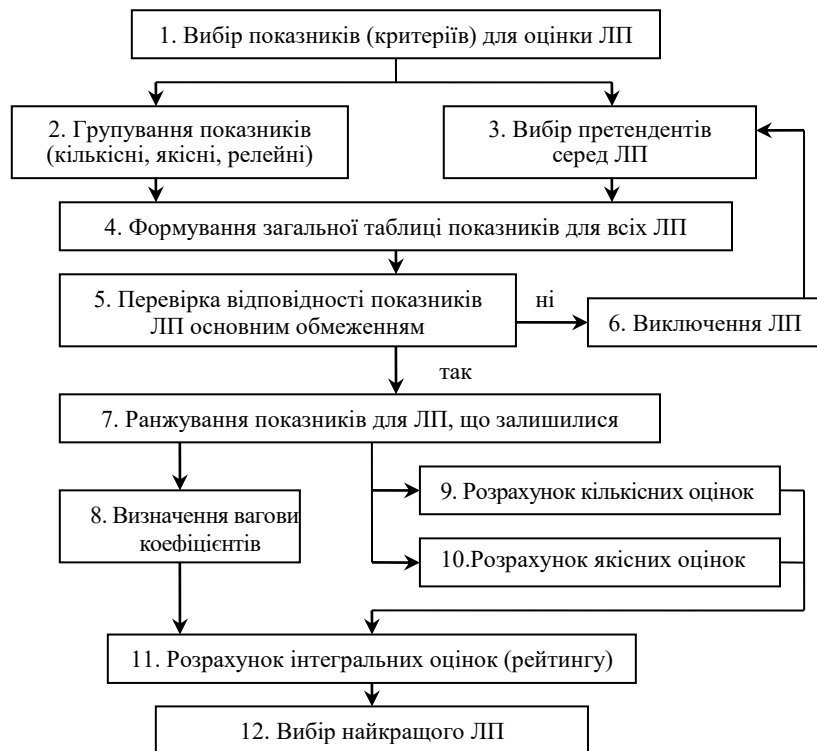 1. Вибір показників (критеріїв) для оцінки ЛП
2. Групування показників
(кількісні, якісні, релейні)
3. Вибір претендентів
серед ЛП
4. Формування загальної таблиці показників для всіх ЛП
5. Перевірка відповідності показників
ЛП основним обмеженням
ні
6. Виключення ЛП
так
7. Ранжування показників для ЛП, що залишилися
8. Визначення вагови
коефіцієнтів
9. Розрахунок кількісних оцінок
10.Розрахунок якісних оцінок
11. Розрахунок інтегральних оцінок (рейтингу)
12. Вибір найкращого ЛП